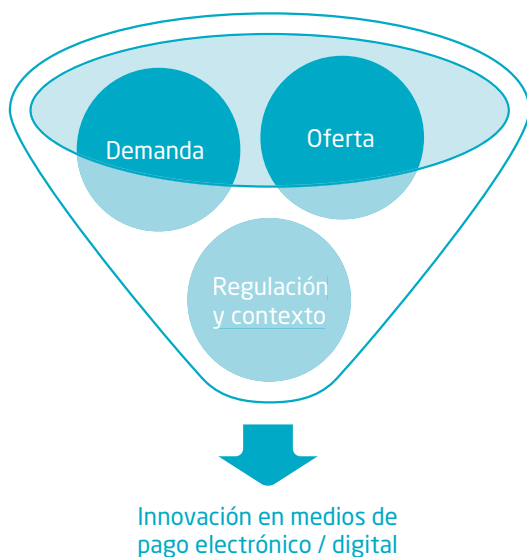 Demanda
Oferta
Regulación
y contexto
Innovación en medios de
pago electrónico / digital